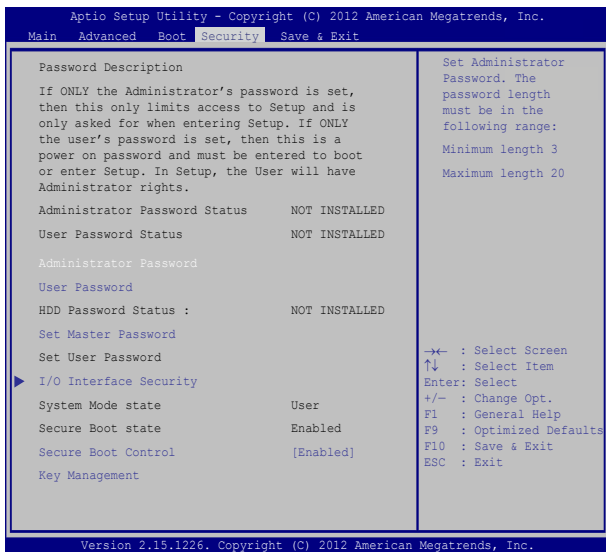 Aptio Setup Utility - Copyright (C) 2012 American Megatrends, Inc.
Main Advanced Boot Security Save & Exit
Password Description
If ONLY the Administrator's password is set,
then this only limits access to Setup and is
only asked for when entering Setup. If ONLY
the user's password is set, then this is a
power on password and must be entered to boot
or enter Setup. In Setup, the User will have
Administrator rights.
Administrator Password Status NOT INSTALLED
User Password Status NOT INSTALLED
Administrator Password
User Password
HDD Password Status : NOT INSTALLED
Set Master Password
Set User Password
I/O Interface Security
System Mode state User
Secure Boot state Enabled
Secure Boot Control [Enabled]
Key Management
Set Administrator
Password. The
password length
must be in the
following range:
Minimum length 3
Maximum length 20
→← : Select Screen
↑↓ : Select Item
Enter: Select
+/— : Change Opt.
F1 : General Help
F9 : Optimized Defaults
F10 : Save & Exit
ESC : Exit
Version 2.15.1226. Copyright (C) 2012 American Megatrends, Inc.